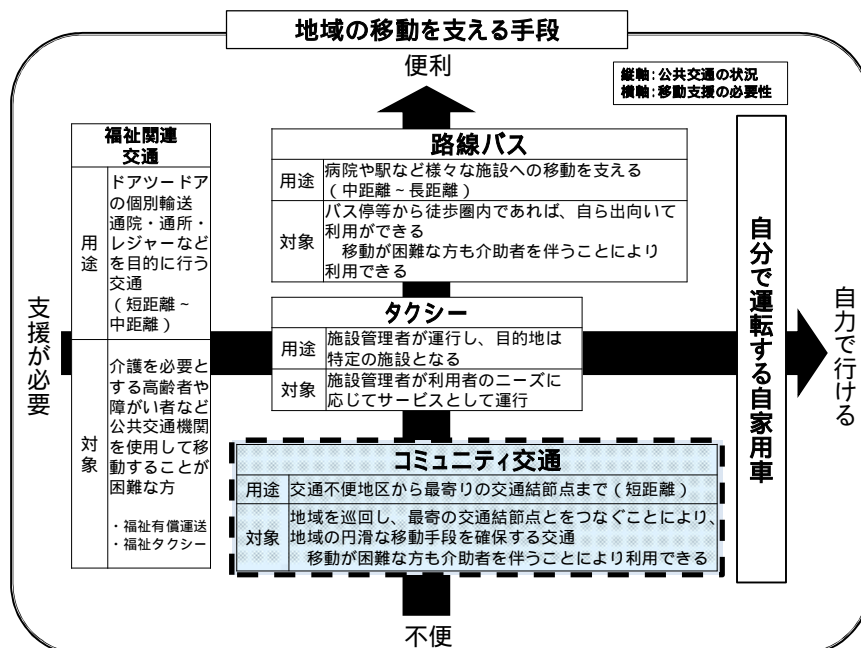 地域の移動を支える手段
便利
縦軸：公共交通の状況
横軸：移動支援の必要性
福祉関連
交通
用途
ドアツードア
の個別輸送
通院・通所・
レジャーなど
を目的に行う
交通
（短距離～
中距離）
対象
介護を必要と
する高齢者や
障がい者など
公共交通機関
を使用して移
動することが
困難な方
・福祉有償運送
・福祉タクシー
路線バス
用途
病院や駅など様々な施設への移動を支える
（中距離～長距離）
対象
バス停等から徒歩圏内であれば、自ら出向いて
利用ができる
移動が困難な方も介助者を伴うことにより
利用できる
支援が必要
タクシー
用途
施設管理者が運行し、目的地は
特定の施設となる
対象
施設管理者が利用者のニーズに
応じてサービスとして運行
コミュニティ交通
用途
交通不便地区から最寄りの交通結節点まで（短距離）
対象
地域を巡回し、最寄の交通結節点とをつなぐことにより、
地域の円滑な移動手段を確保する交通
移動が困難な方も介助者を伴うことにより利用できる
自分で運転する自家用車
自力で行ける
不便